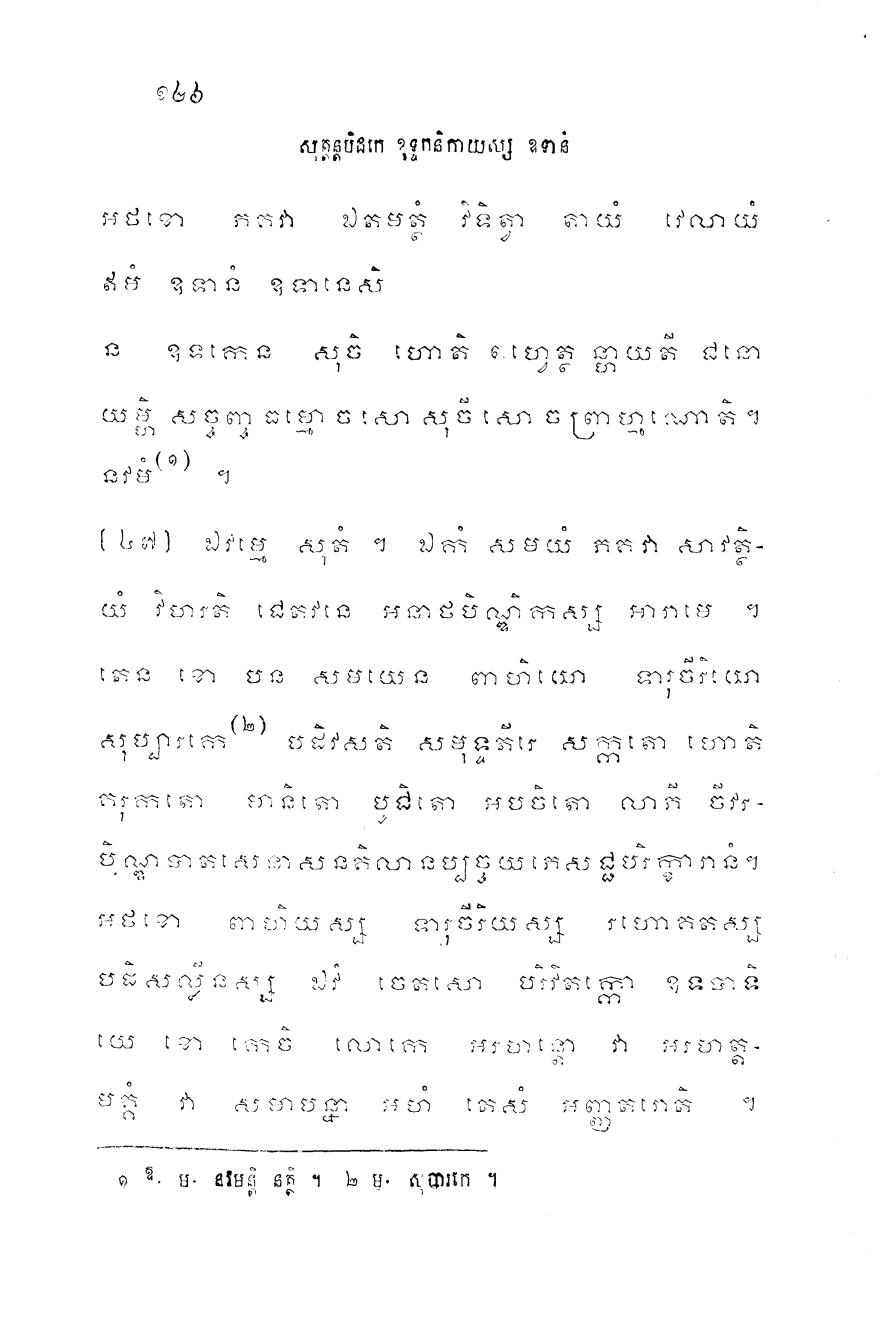 ១៤៦
សុត្តន្តបិដកេ ខុទ្ទកនិកាយស្ស ឧទានំ
អថខោ ភគវា ឯតមត្ថំ វិទិត្វា តាយំ វេលាយំ
ឥមំ ឧទានំ ឧទានេសិ
ន ឧទកេន សុចិ ហោតិ ពហ្វេត្ថ ន្ហាយតី ជនោ
យម្ហិ សច្ចញ្ច ធម្មោ ច សោ សុចី សោ ច ព្រាហ្មណោតិ។
នវមំ(១) ។
(៤៧) ឯវម្មេ សុតំ ។ ឯកំ សមយំ ភគវា សាវត្ថិ-
យំ វិហរតិ ជេតវនេ អនាថបិណ្ឌិកស្ស អារាមេ ។
តេន ខោ បន សមយេន ពាហិយោ ទារុចីរិយោ
សុប្បារកេ(២) បដិវសតិ សមុទ្ទតីរេ សក្កតោ ហោតិ
គរុកតោ មានិតោ បូជិតោ អបចិតោ លាភី ចីវរ-
បិណ្ឌបាតសេនាសនគិលានប្បច្ចយភេសជ្ជបរិក្ខារានំ។
អថខោ ពាហិយស្ស ទារុចីរិយស្ស រហោគតស្ស
បដិសល្លីនស្ស ឯវំ ចេតសោ បរិវិតក្កោ ឧទបាទិ
យេ ខោ កេចិ លោកេ អរហន្តោ វា អរហត្ត-
មគ្គំ វា សមាបន្នា អហំ តេសំ អញ្ញតរោតិ ។
១ ឱ. ម. នវមន្តិ នត្ថិ ។ ២ ម. សុបារកេ ។